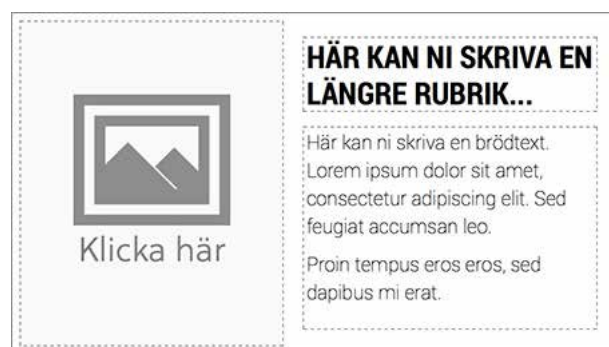 Klicka här
HÄR KAN NI SKRIVA EN
LÄNGRE RUBRIK...
Här kan ni skriva en brödtext.
Lorem ipsum dolor sit amet,
consectetur adipiscing elit. Sed
feugiat accumsan leo.
Proin tempus eros eros, sed
dapibus mi erat.